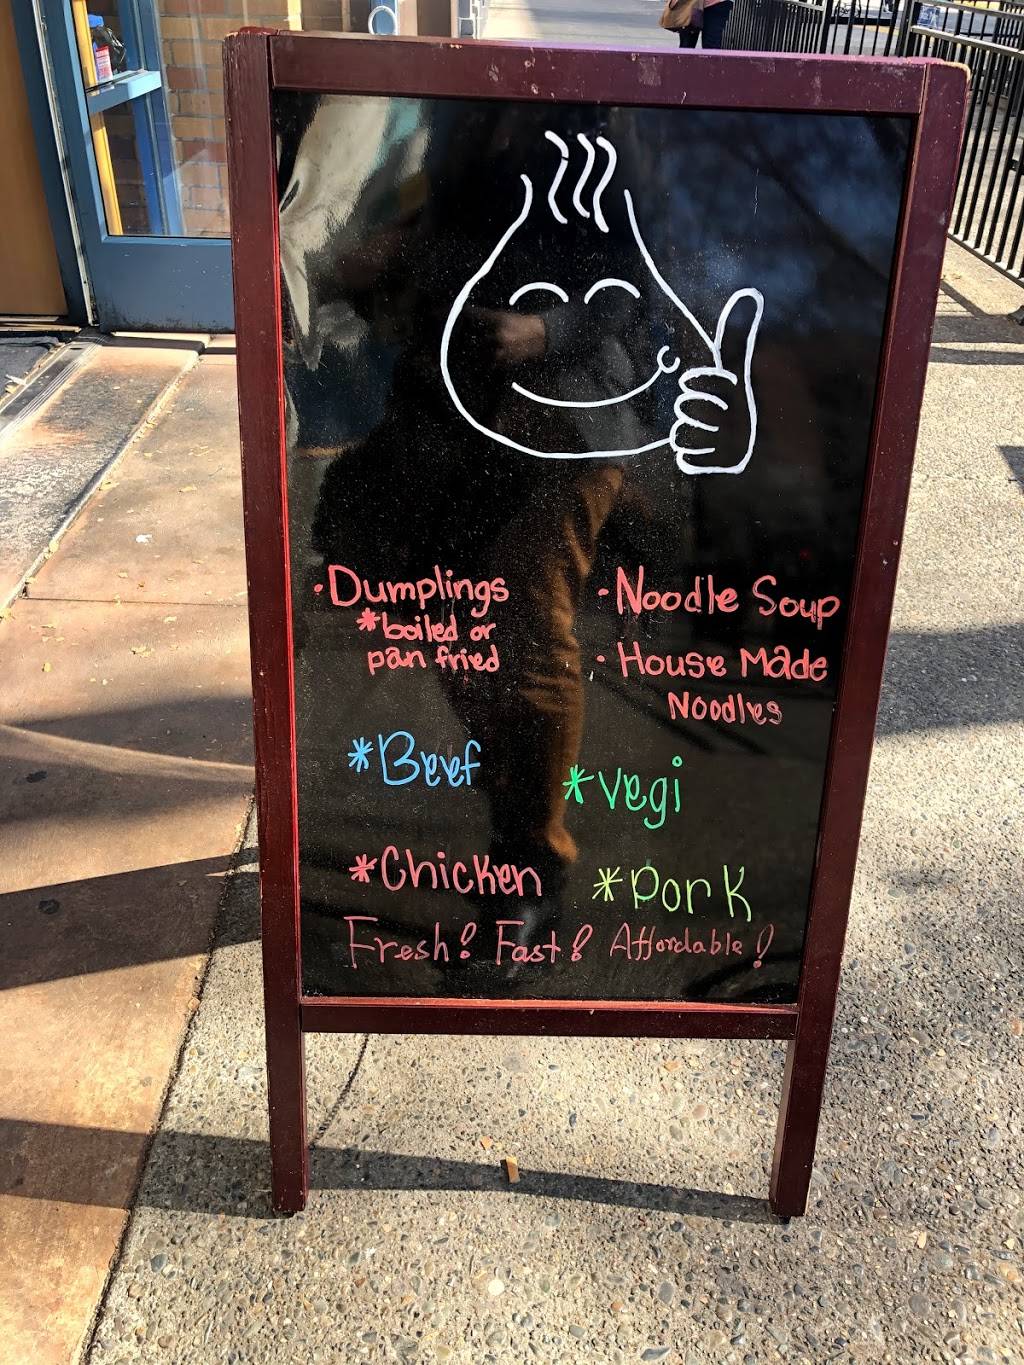 · Dumplings
*boiled or
pan fried
· Noodle Soup
· House Made
Noodles
*Beef
*Vegi
*Chicken
*Pork
Fresh! Fast! Affordable!